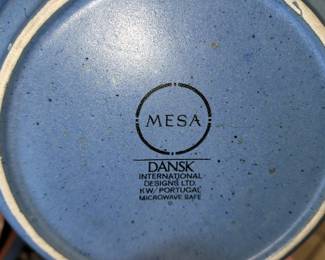 MESA
DANSK
INTERNATIONAL
DESIGNS LTD.
KW/PORTUGAL
MICROWAVE SAFE
©